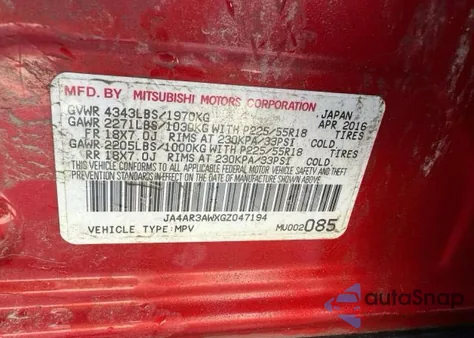 MFD. BY MITSUBISHI MOTORS CORPORATION
GVWR 4343LBS/1970KG JAPAN
GAWR 2271LBS/1030KG WITH P225/55R18 APR 2016
FR 18X7.0J RIMS AT 230KPA/33PSI COLD TIRES
GAWR 2205LBS/1000KG WITH P225/55R18 TIRES
RR 18X7.0J RIMS AT 230KPA/33PSI COLD
THIS VEHICLE CONFORMS TO ALL APPLICABLE FEDERAL MOTOR VEHICLE
SAFETY, BUMPER, AND THEFT PREVENTION STANDARDS IN EFFECT ON THE
DATE OF MANUFACTURE SHOWN ABOVE.
JA4AR3AWXGZ047194
VEHICLE TYPE:MPV MU002085
autoSnap